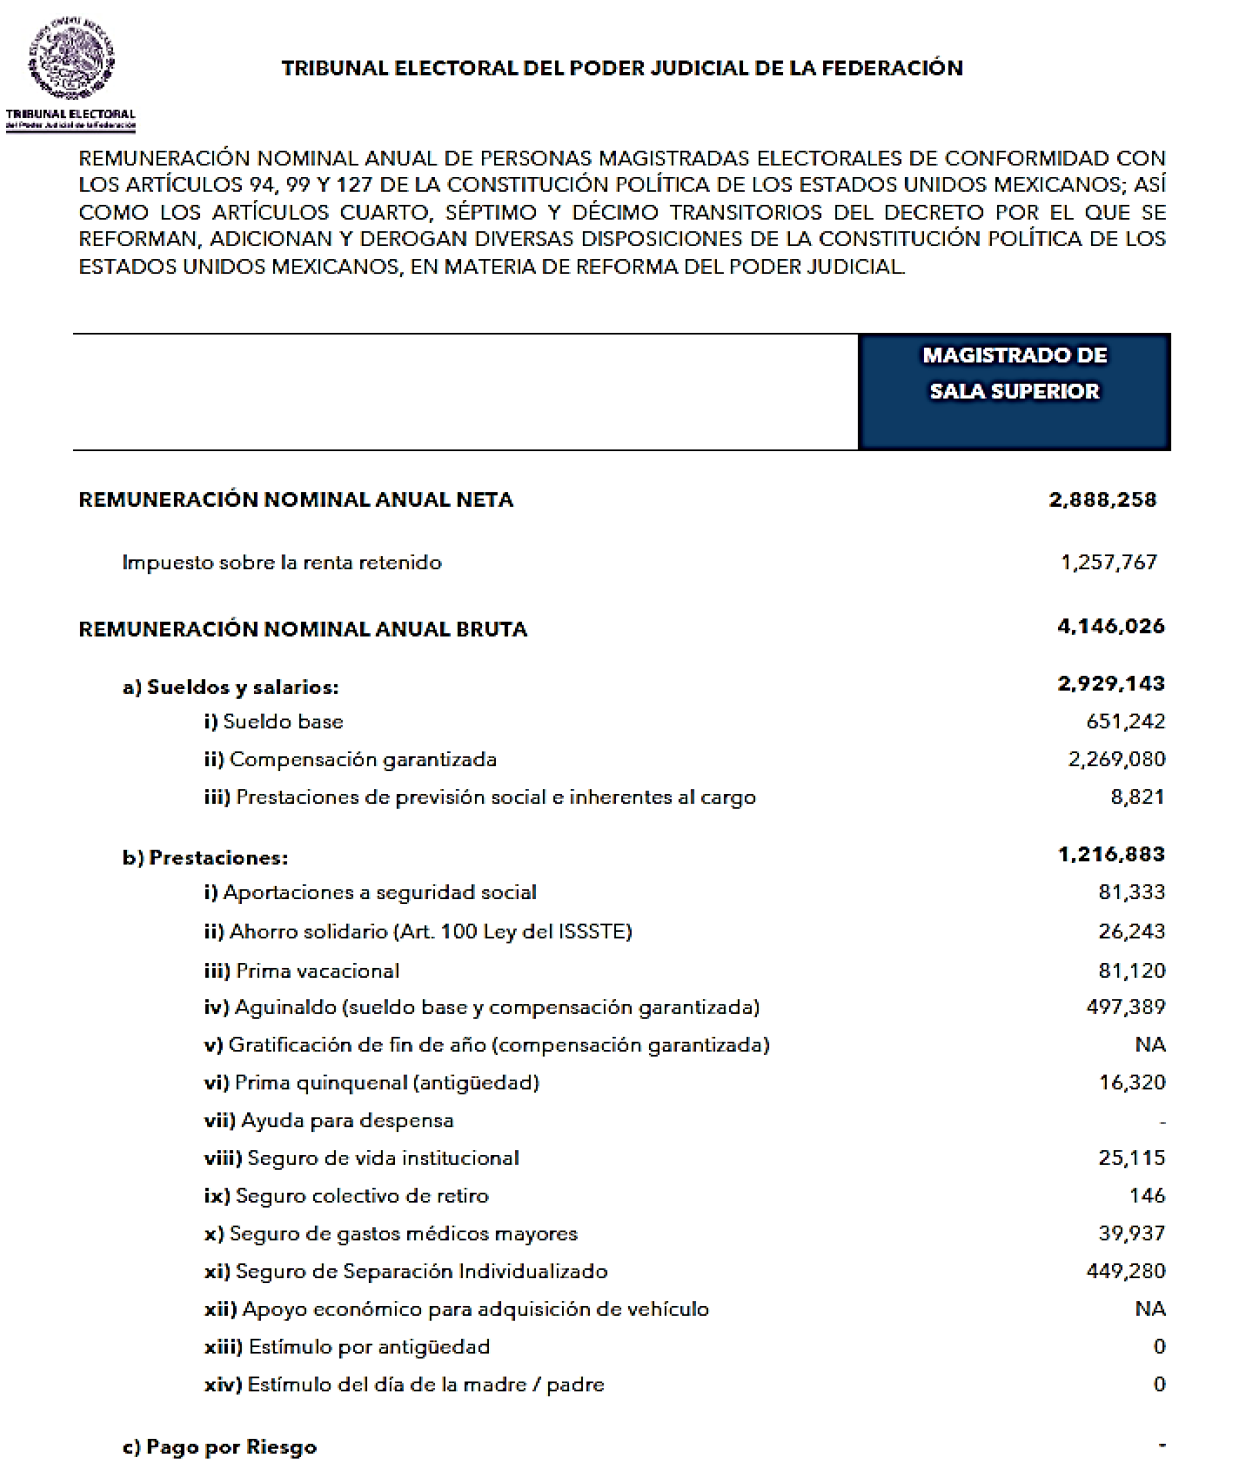 ESTADOS UNIDOS MEXICANOS
TRIBUNAL ELECTORAL
del Poder Judicial de la Federación
TRIBUNAL ELECTORAL DEL PODER JUDICIAL DE LA FEDERACIÓN
REMUNERACIÓN NOMINAL ANUAL DE PERSONAS MAGISTRADAS ELECTORALES DE CONFORMIDAD CON
LOS ARTÍCULOS 94, 99 Y 127 DE LA CONSTITUCIÓN POLÍTICA DE LOS ESTADOS UNIDOS MEXICANOS; ASÍ
COMO LOS ARTÍCULOS CUARTO, SÉPTIMO Y DÉCIMO TRANSITORIOS DEL DECRETO POR EL QUE SE
REFORMAN, ADICIONAN Y DEROGAN DIVERSAS DISPOSICIONES DE LA CONSTITUCIÓN POLÍTICA DE LOS
ESTADOS UNIDOS MEXICANOS, EN MATERIA DE REFORMA DEL PODER JUDICIAL.
MAGISTRADO DE
SALA SUPERIOR
REMUNERACIÓN NOMINAL ANUAL NETA 2,888,258
Impuesto sobre la renta retenido 1,257,767
REMUNERACIÓN NOMINAL ANUAL BRUTA 4,146,026
a) Sueldos y salarios: 2,929,143
i) Sueldo base 651,242
ii) Compensación garantizada 2,269,080
iii) Prestaciones de previsión social e inherentes al cargo 8,821
b) Prestaciones: 1,216,883
i) Aportaciones a seguridad social 81,333
ii) Ahorro solidario (Art. 100 Ley del ISSSTE) 26,243
iii) Prima vacacional 81,120
iv) Aguinaldo (sueldo base y compensación garantizada) 497,389
v) Gratificación de fin de año (compensación garantizada) NA
vi) Prima quinquenal (antigüedad) 16,320
vii) Ayuda para despensa -
viii) Seguro de vida institucional 25,115
ix) Seguro colectivo de retiro 146
x) Seguro de gastos médicos mayores 39,937
xi) Seguro de Separación Individualizado 449,280
xii) Apoyo económico para adquisición de vehículo NA
xiii) Estímulo por antigüedad 0
xiv) Estímulo del día de la madre / padre 0
c) Pago por Riesgo -